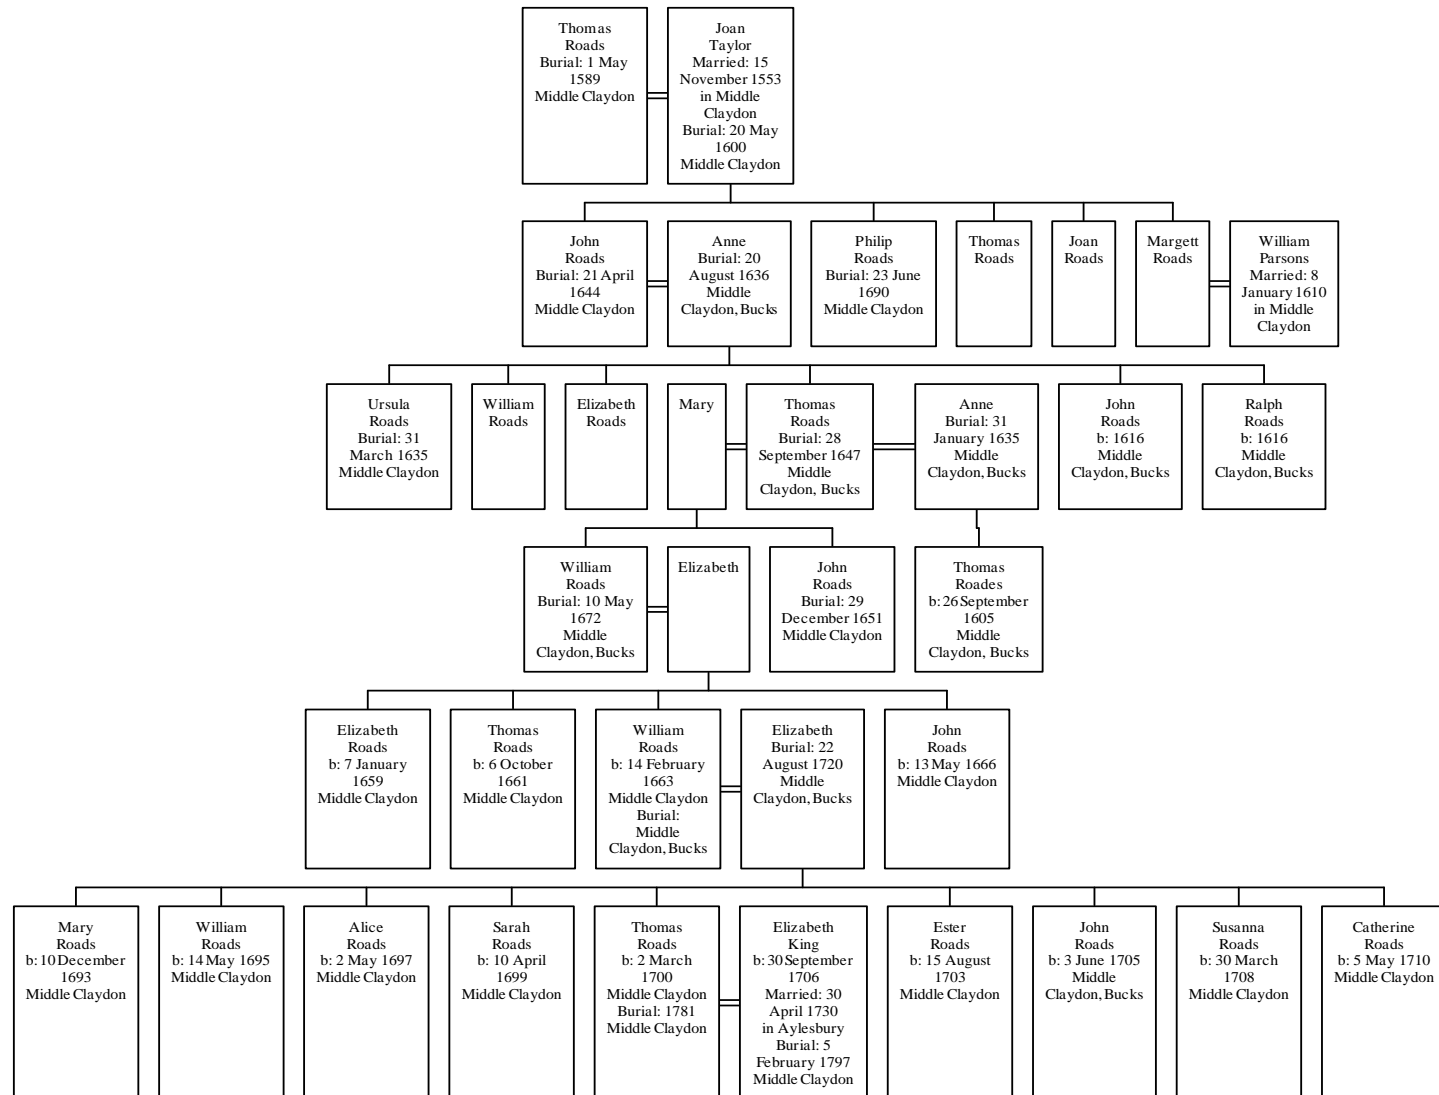 Thomas
Roads
Burial: 1 May
1589
Middle Claydon
Joan
Taylor
Married: 15
November 1553
in Middle
Claydon
Burial: 20 May
1600
Middle Claydon
John
Roads
Burial: 21 April
1644
Middle Claydon
Anne
Burial: 20
August 1636
Middle
Claydon, Bucks
Philip
Roads
Burial: 23 June
1690
Middle Claydon
Thomas
Roads
Joan
Roads
Margett
Roads
William
Parsons
Married: 8
January 1610
in Middle
Claydon
Ursula
Roads
Burial: 31
March 1635
Middle Claydon
William
Roads
Elizabeth
Roads
Mary
Thomas
Roads
Burial: 28
September 1647
Middle
Claydon, Bucks
Anne
Burial: 31
January 1635
Middle
Claydon, Bucks
John
Roads
b: 1616
Middle
Claydon, Bucks
Ralph
Roads
b: 1616
Middle
Claydon, Bucks
William
Roads
Burial: 10 May
1672
Middle
Claydon, Bucks
Elizabeth
John
Roads
Burial: 29
December 1651
Middle Claydon
Thomas
Roades
b: 26 September
1605
Middle
Claydon, Bucks
Elizabeth
Roads
b: 7 January
1659
Middle Claydon
Thomas
Roads
b: 6 October
1661
Middle Claydon
William
Roads
b: 14 February
1663
Middle Claydon
Burial:
Middle
Claydon, Bucks
Elizabeth
Burial: 22
August 1720
Middle
Claydon, Bucks
John
Roads
b: 13 May 1666
Middle Claydon
Mary
Roads
b: 10 December
1693
Middle Claydon
William
Roads
b: 14 May 1695
Middle Claydon
Alice
Roads
b: 2 May 1697
Middle Claydon
Sarah
Roads
b: 10 April
1699
Middle Claydon
Thomas
Roads
b: 2 March
1700
Middle Claydon
Burial: 1781
Middle Claydon
Elizabeth
King
b: 30 September
1706
Married: 30
April 1730
in Aylesbury
Burial: 5
February 1797
Middle Claydon
Ester
Roads
b: 15 August
1703
Middle Claydon
John
Roads
b: 3 June 1705
Middle
Claydon, Bucks
Susanna
Roads
b: 30 March
1708
Middle Claydon
Catherine
Roads
b: 5 May 1710
Middle Claydon